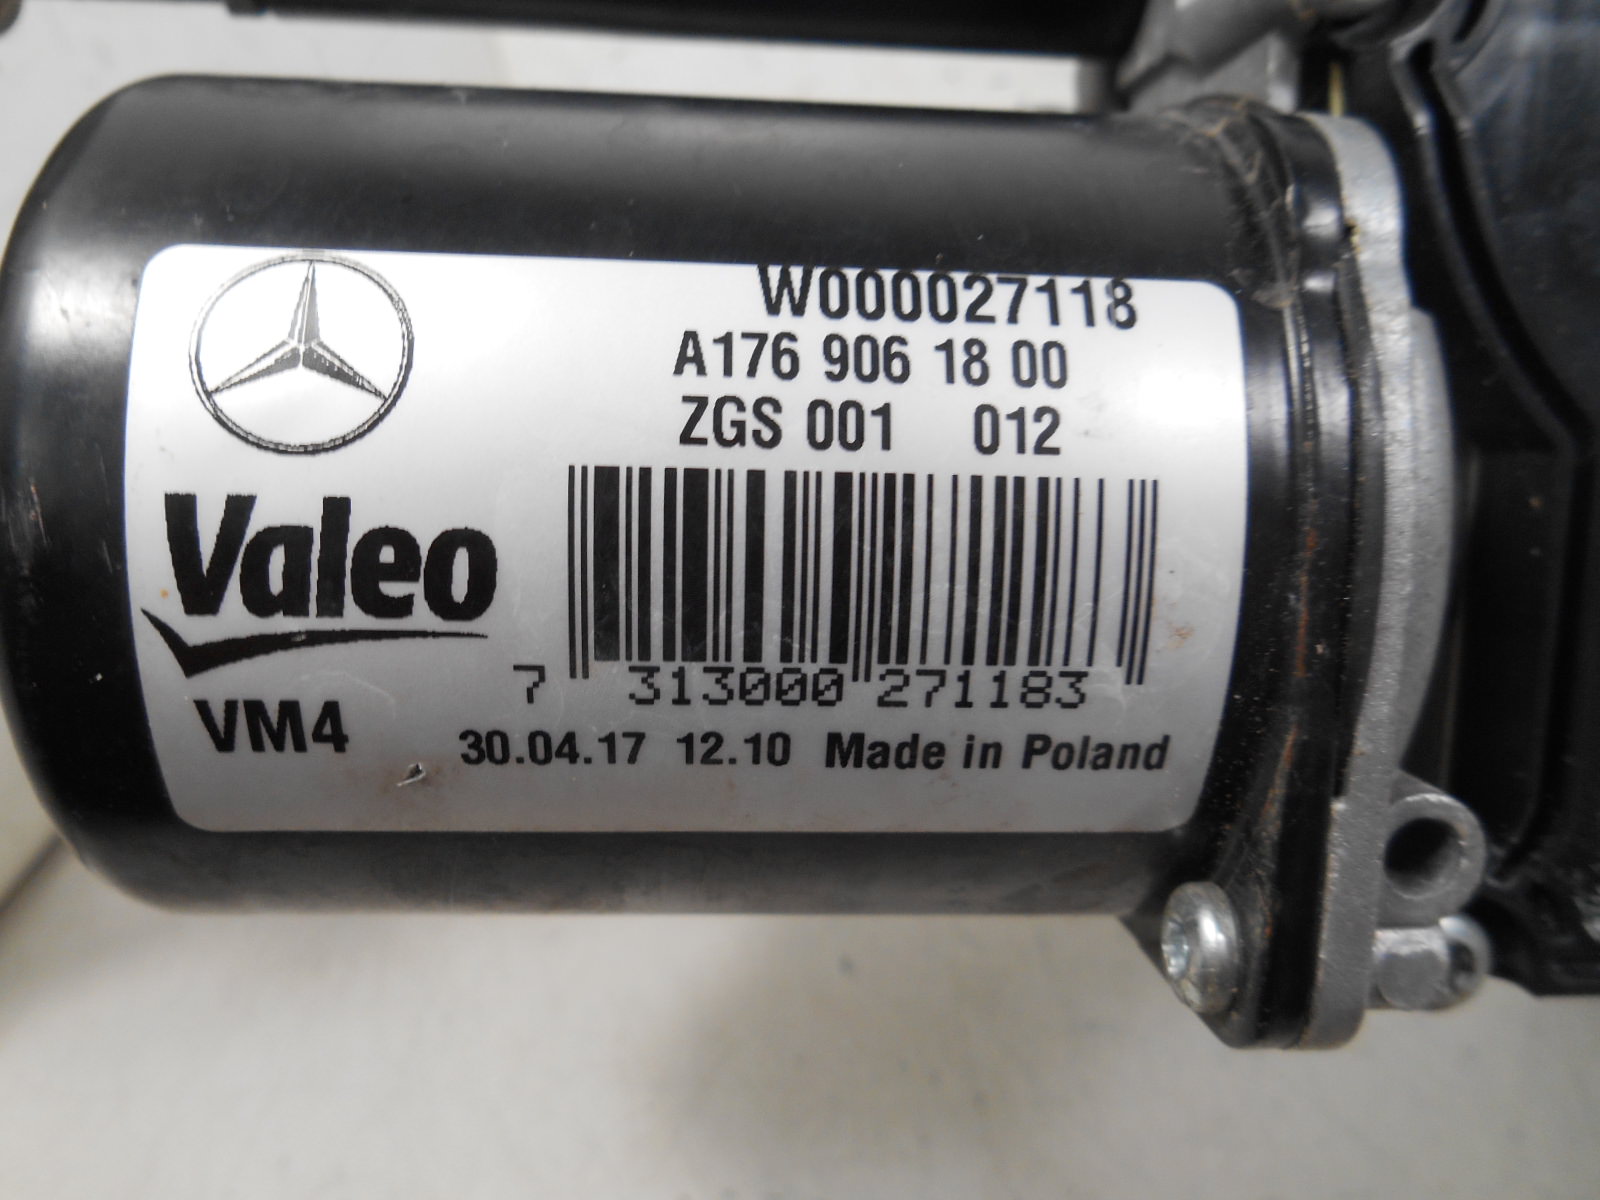 W000027118
A176 906 18 00
ZGS 001 012
Valeo
7 313000 271183
VM4
30.04.17 12.10 Made in Poland